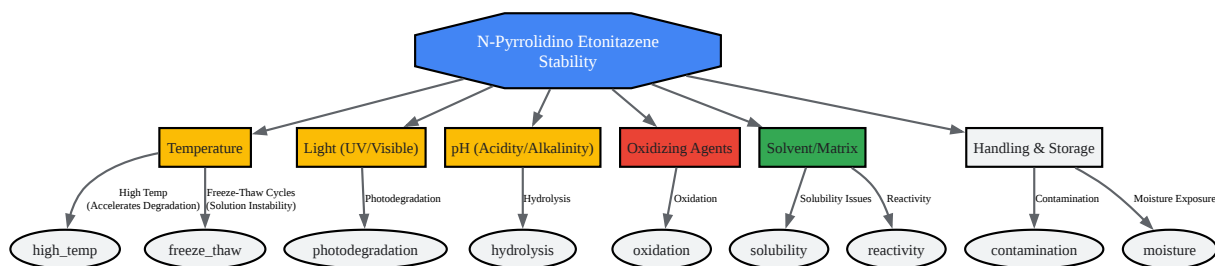 N-Pyrrolidino Etonitazene
Stability
Temperature
Light (UV/Visible)
pH (Acidity/Alkalinity)
Oxidizing Agents
Solvent/Matrix
Handling & Storage
High Temp
(Accelerates Degradation)
Freeze-Thaw Cycles
(Solution Instability)
Photodegradation
Hydrolysis
Oxidation
Solubility Issues
Reactivity
Contamination
Moisture Exposure
high_temp
freeze_thaw
photodegradation
hydrolysis
oxidation
solubility
reactivity
contamination
moisture